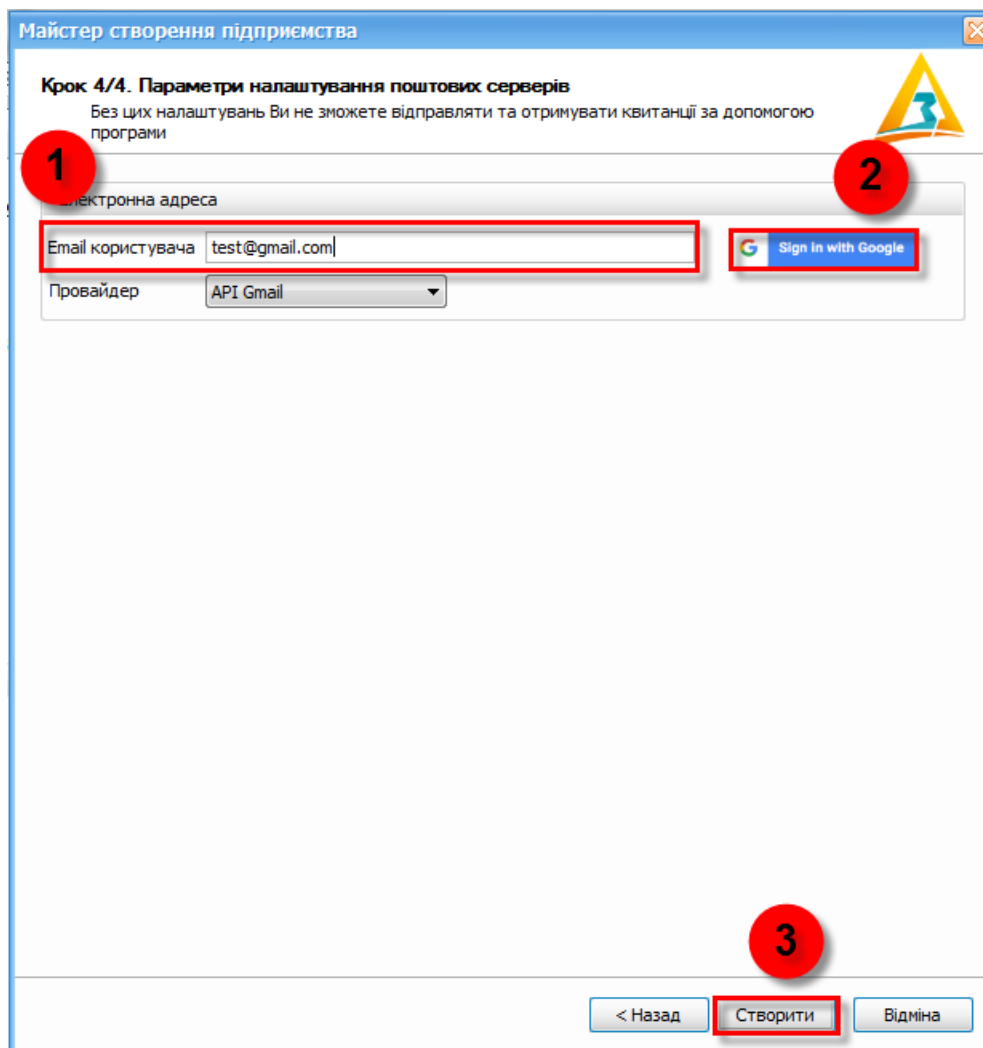 Майстер створення підприємства
Крок 4/4. Параметри налаштування поштових серверів
Без цих налаштувань Ви не зможете відправляти та отримувати квитанції за допомогою
програми
1
2
електронна адреса
Email користувача test@gmail.com
G Sign in with Google
Провайдер API Gmail
3
< Назад Створити Відміна